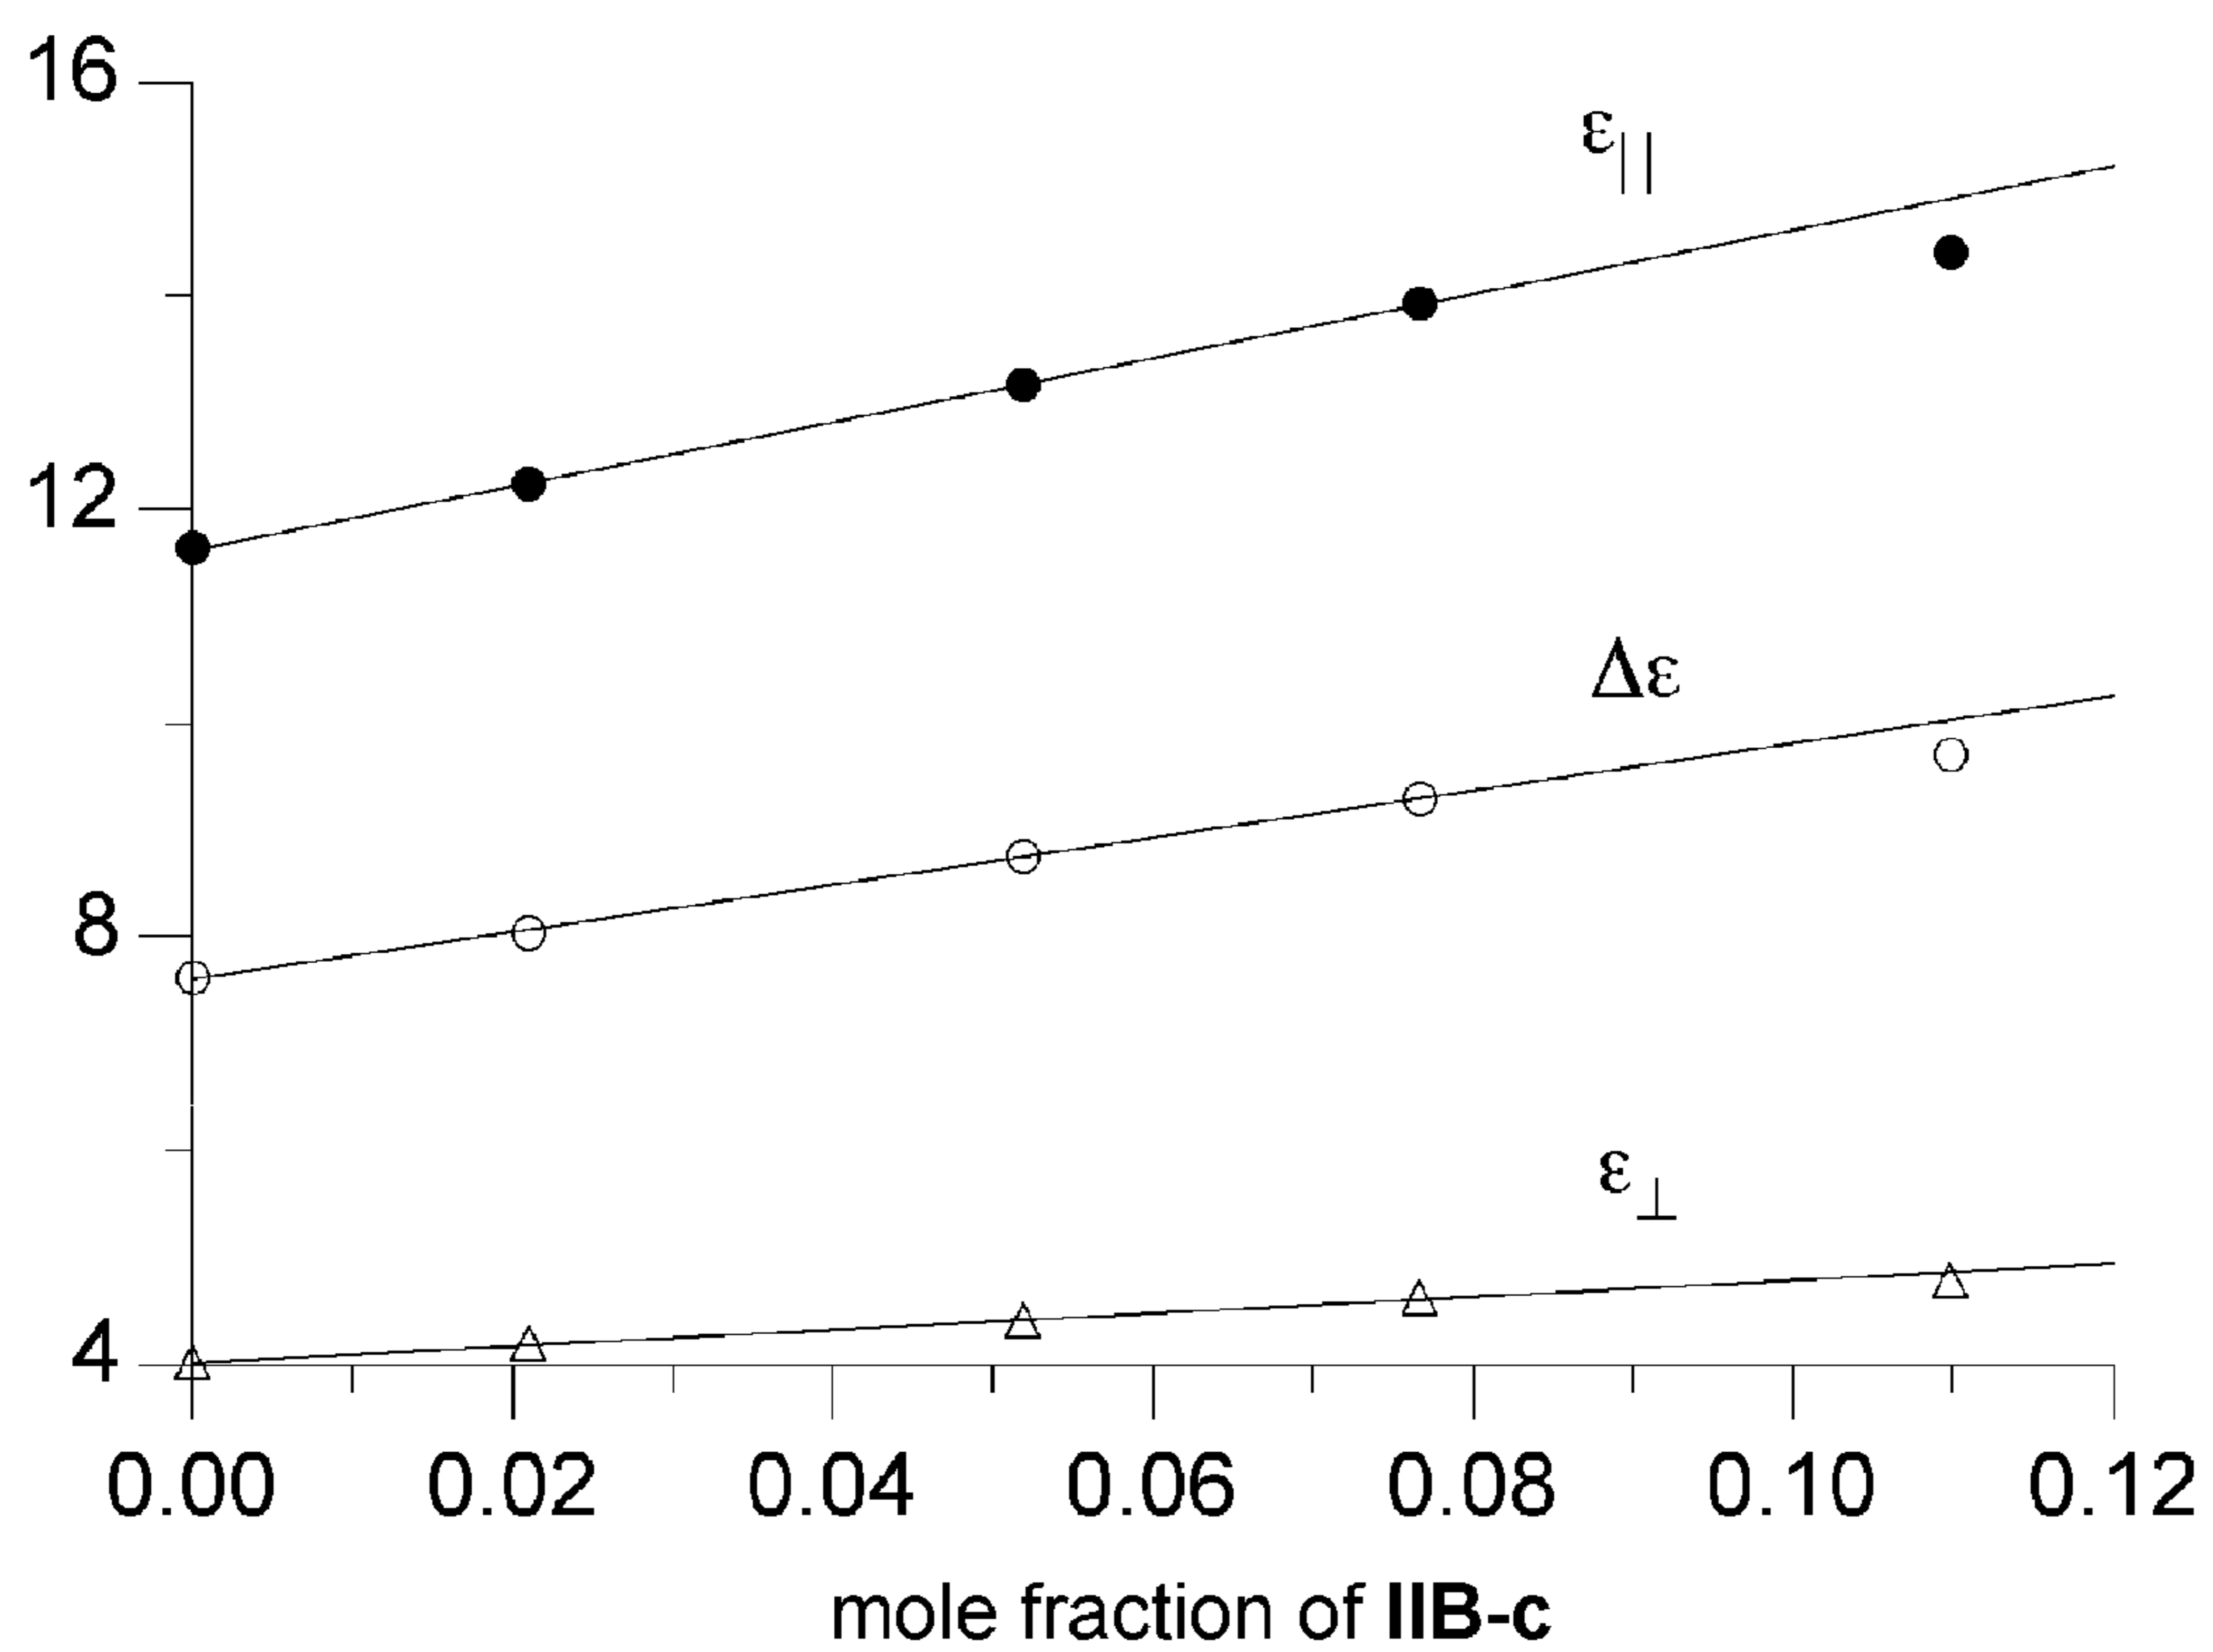 16
ε||
12
Δε
8
ε⊥
4
0.00 0.02 0.04 0.06 0.08 0.10 0.12
mole fraction of IIB-c